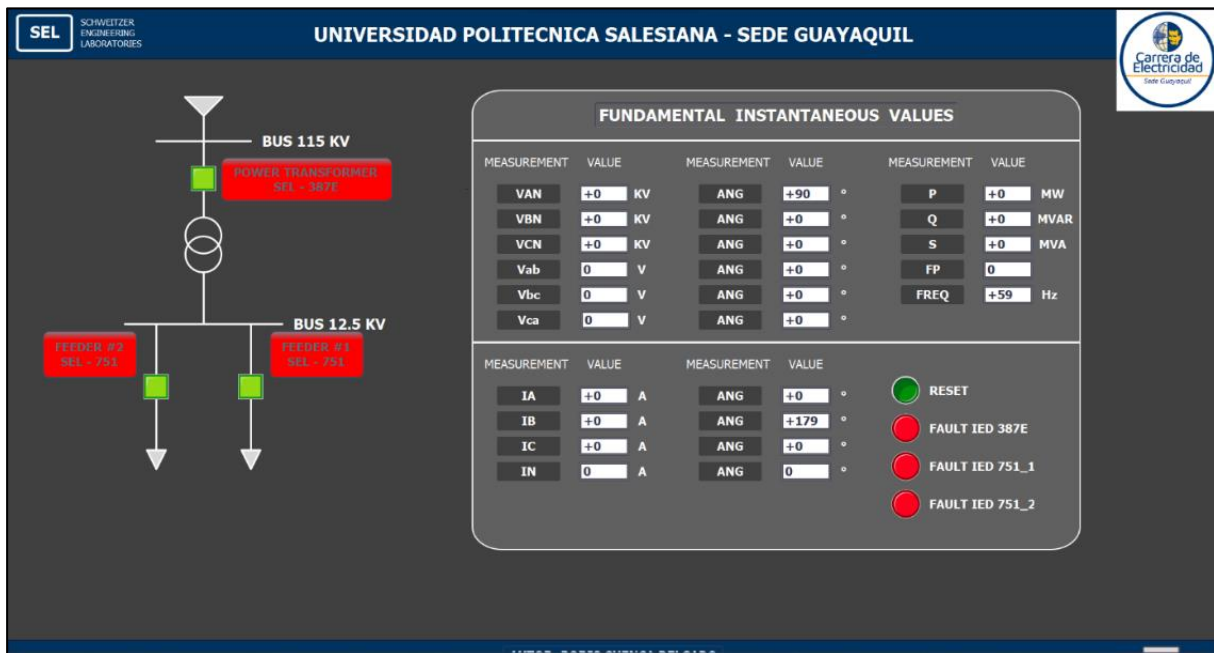 SEL
SCHWEITZER
ENGINEERING
LABORATORIES
UNIVERSIDAD POLITECNICA SALESIANA - SEDE GUAYAQUIL
Carrera de
Electricidad
Sede Guayaquil
BUS 115 KV
POWER TRANSFORMER
SEL - 387E
BUS 12.5 KV
FEEDER #2
SEL - 751
FEEDER #1
SEL - 751
FUNDAMENTAL INSTANTANEOUS VALUES
MEASUREMENT VALUE MEASUREMENT VALUE MEASUREMENT VALUE
VAN +0 KV ANG +90 ° P +0 MW
VBN +0 KV ANG +0 ° Q +0 MVAR
VCN +0 KV ANG +0 ° S +0 MVA
Vab 0 V ANG +0 ° FP 0
Vbc 0 V ANG +0 ° FREQ +59 Hz
Vca 0 V ANG +0 °
MEASUREMENT VALUE MEASUREMENT VALUE
IA +0 A ANG +0 °
IB +0 A ANG +179 °
IC +0 A ANG +0 °
IN 0 A ANG 0 °
RESET
FAULT IED 387E
FAULT IED 751_1
FAULT IED 751_2